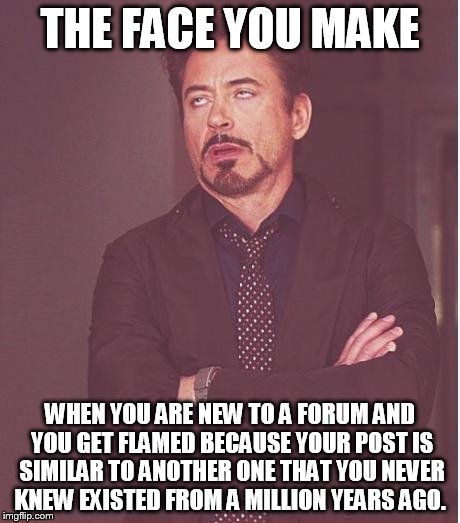 THE FACE YOU MAKE
WHEN YOU ARE NEW TO A FORUM AND
YOU GET FLAMED BECAUSE YOUR POST IS
SIMILAR TO ANOTHER ONE THAT YOU NEVER
KNEW EXISTED FROM A MILLION YEARS AGO.
imgflip.com